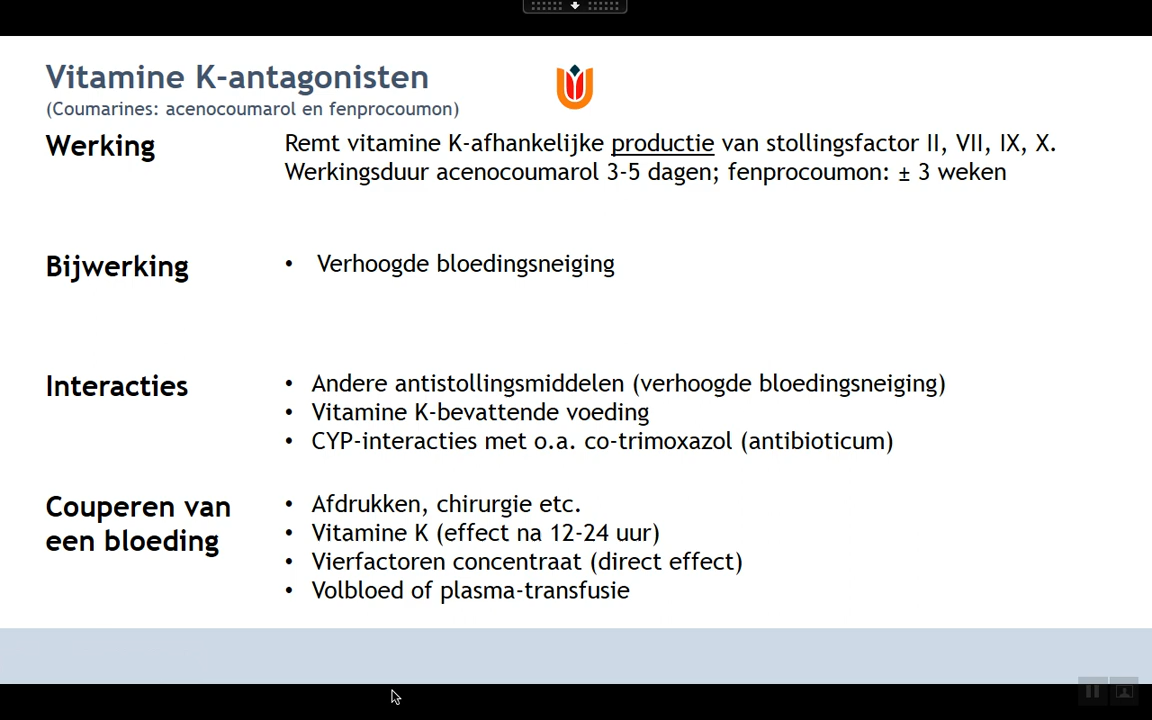 Vitamine K-antagonisten
(Coumarines: acenocoumarol en fenprocoumon)
Werking
Remt vitamine K-afhankelijke productie van stollingsfactor II, VII, IX, X.
Werkingsduur acenocoumarol 3-5 dagen; fenprocoumon: ± 3 weken
Bijwerking
• Verhoogde bloedingsneiging
Interacties
• Andere antistollingsmiddelen (verhoogde bloedingsneiging)
• Vitamine K-bevattende voeding
• CYP-interacties met o.a. co-trimoxazol (antibioticum)
Couperen van
een bloeding
• Afdrukken, chirurgie etc.
• Vitamine K (effect na 12-24 uur)
• Vierfactoren concentraat (direct effect)
• Volbloed of plasma-transfusie